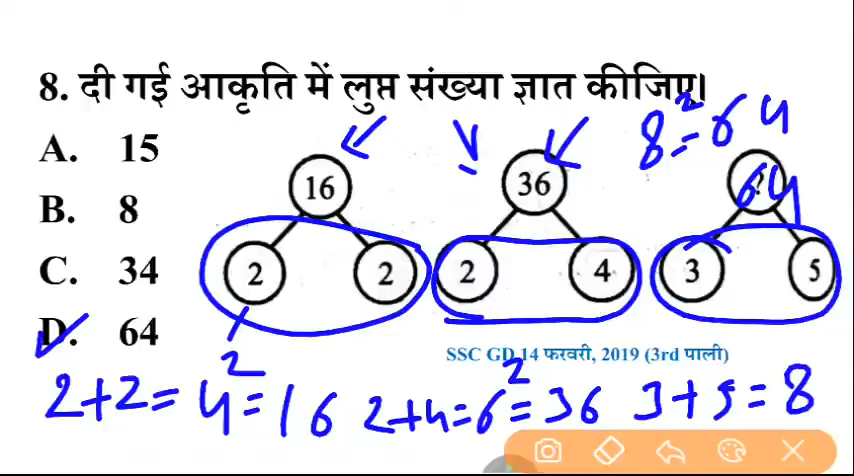 8. दी गई आकृति में लुप्त संख्या ज्ञात कीजिए।
8² = 64
A. 15
16 36 ? 64
B. 8
C. 34
2 2 2 4 3 5
D. 64
SSC GD 14 फरवरी, 2019 (3rd पाली)
2+2= 4² = 16 2+4=6² = 36 3+5=8